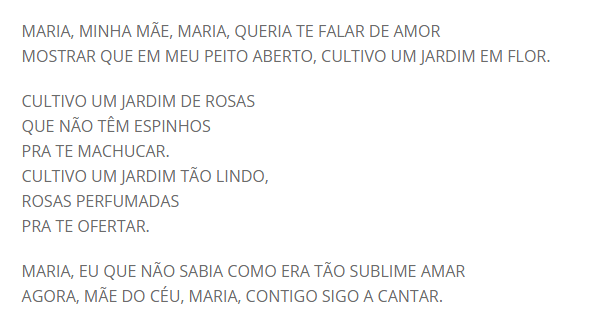 MARIA, MINHA MÃE, MARIA, QUERIA TE FALAR DE AMOR
MOSTRAR QUE EM MEU PEITO ABERTO, CULTIVO UM JARDIM EM FLOR.
CULTIVO UM JARDIM DE ROSAS
QUE NÃO TÊM ESPINHOS
PRA TE MACHUCAR.
CULTIVO UM JARDIM TÃO LINDO,
ROSAS PERFUMADAS
PRA TE OFERTAR.
MARIA, EU QUE NÃO SABIA COMO ERA TÃO SUBLIME AMAR
AGORA, MÃE DO CÉU, MARIA, CONTIGO SIGO A CANTAR.